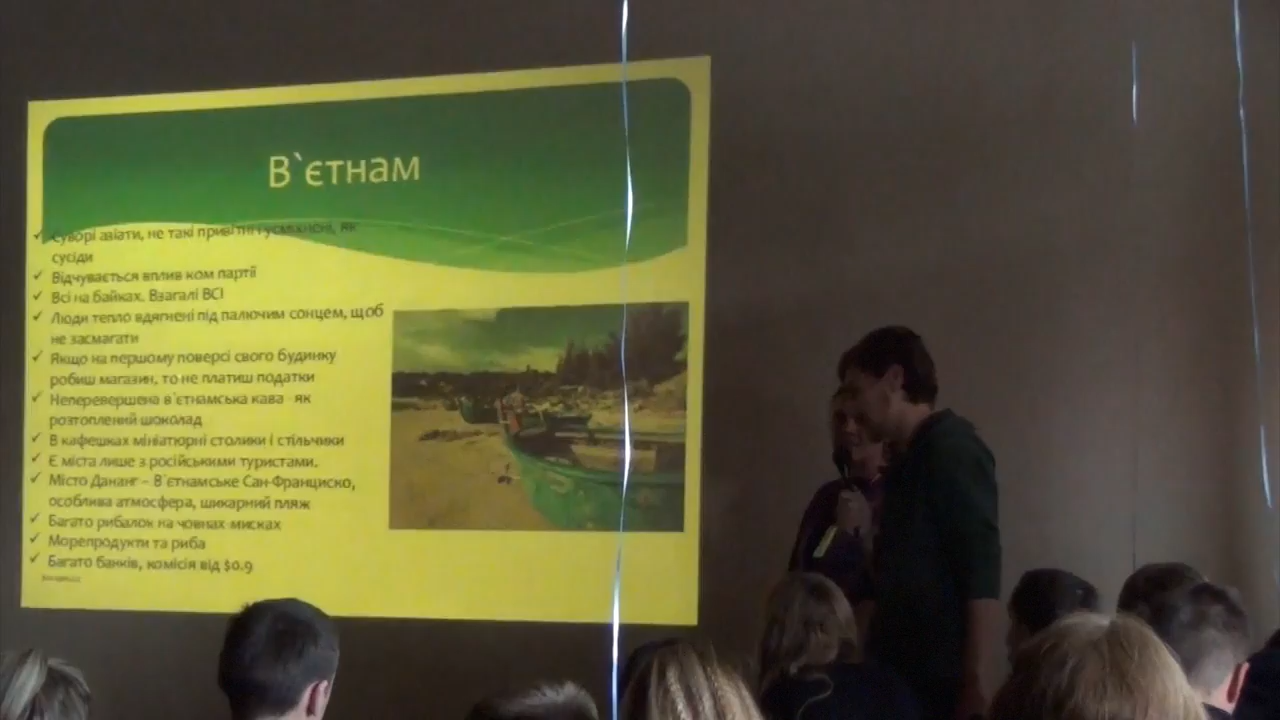 В`єтнам
Суворі азіати, не такі привітні і усміхнені, як
сусіди
Відчувається вплив ком партії
Всі на байках. Взагалі ВСІ
Люди тепло вдягнені під палючим сонцем, щоб
не засмагати
Якщо на першому поверсі свого будинку
робиш магазин, то не платиш податки
Неперевершена в`єтнамська кава - як
розтоплений шоколад
В кафешках мініатюрні столики і стільчики
Є міста лише з російськими туристами.
Місто Дананг – В`єтнамське Сан-Франциско,
особлива атмосфера, шикарний пляж
Багато рибалок на човнах-мисках
Морепродукти та риба
Багато банків, комісія від $0.9